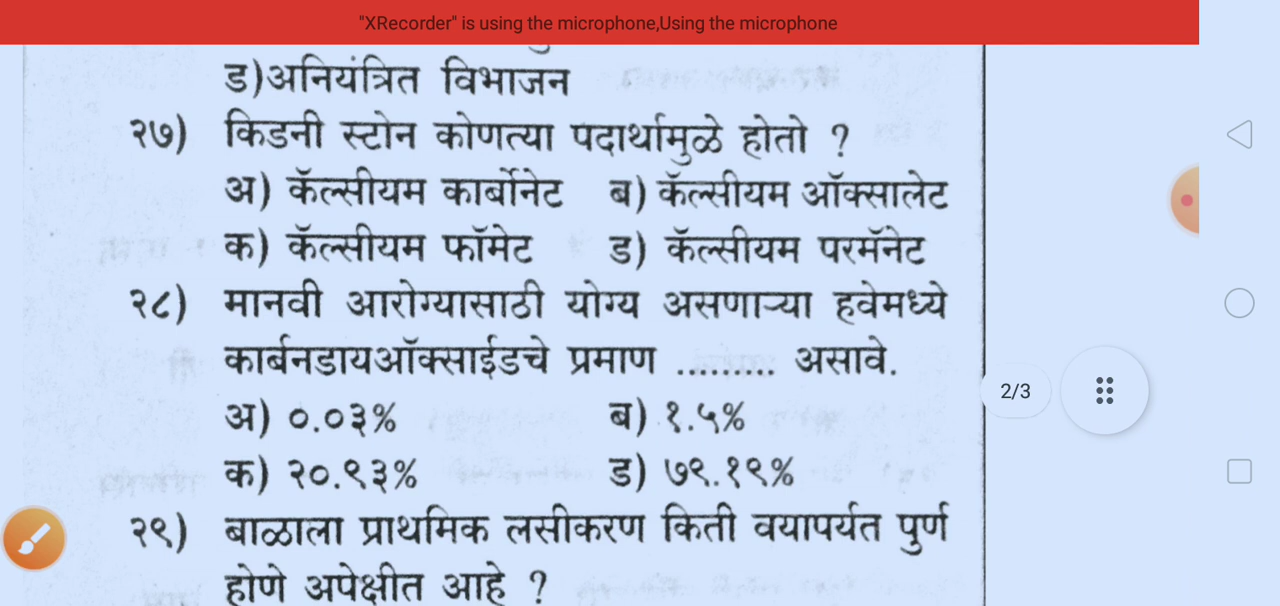 "XRecorder" is using the microphone,Using the microphone
ड)अनियंत्रित विभाजन
२७) किडनी स्टोन कोणत्या पदार्थामुळे होतो ?
अ) कॅल्सीयम कार्बोनेट ब) कॅल्सीयम ऑक्सालेट
क) कॅल्सीयम फॉमेट ड) कॅल्सीयम परमॅनेट
२८) मानवी आरोग्यासाठी योग्य असणाऱ्या हवेमध्ये
कार्बनडायऑक्साईडचे प्रमाण ......... असावे.
अ) ०.०३% ब) १.५%
क) २०.९३% ड) ७९.१९%
2/3
२९) बाळाला प्राथमिक लसीकरण किती वयापर्यत पुर्ण
होणे अपेक्षीत आहे ?